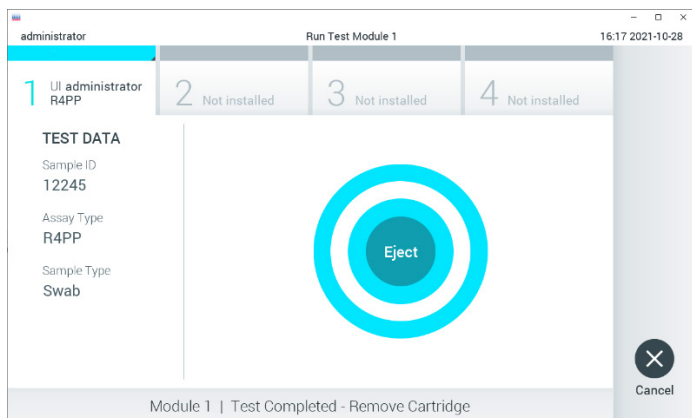 administrator
Run Test Module 1
16:17 2021-10-28
1 UI administrator
R4PP
2 Not installed
3 Not installed
4 Not installed
TEST DATA
Sample ID
12245
Assay Type
R4PP
Sample Type
Swab
Eject
Cancel
Module 1 | Test Completed - Remove Cartridge